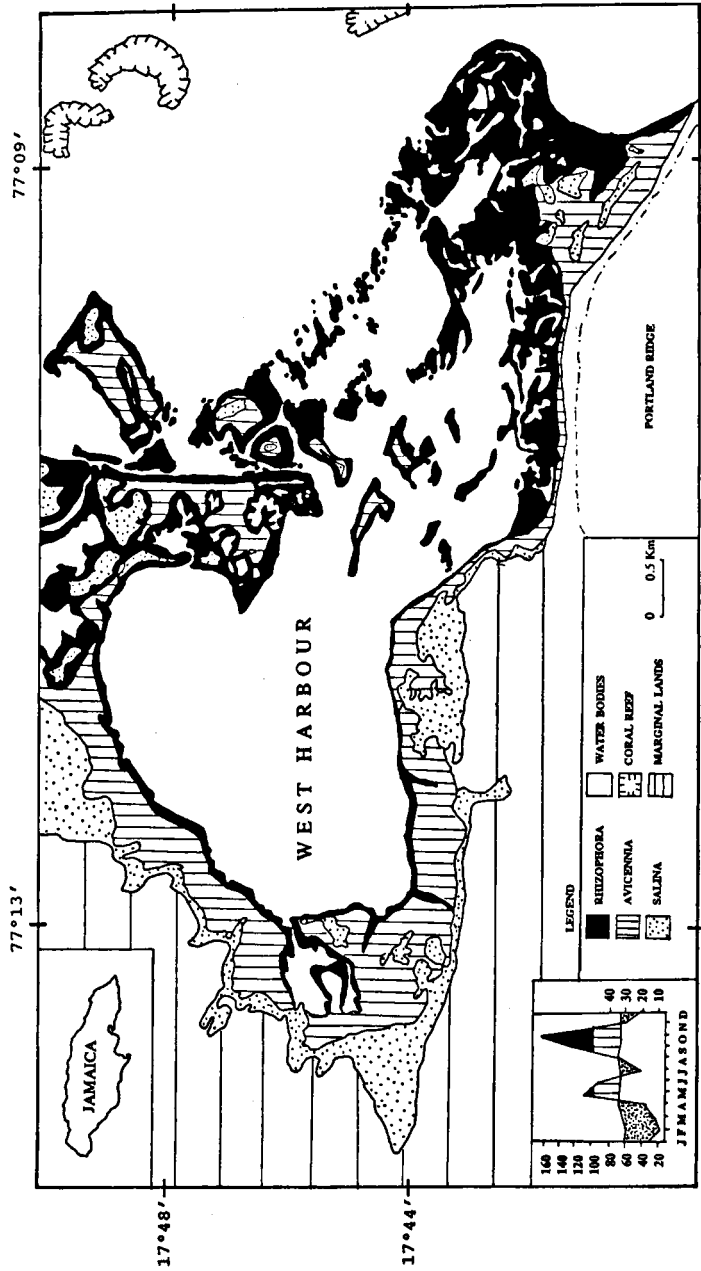 77°13′
77°09′
17°48′
17°44′
JAMAICA
WEST HARBOUR
PORTLAND RIDGE
LEGEND
RHIZOPHORA
AVICENNIA
SALINA
WATER BODIES
CORAL REEF
MARGINAL LANDS
0 0.5 Km
160
140
120
100
80
60
40
20
40
30
20
10
J F M A M J J A S O N D